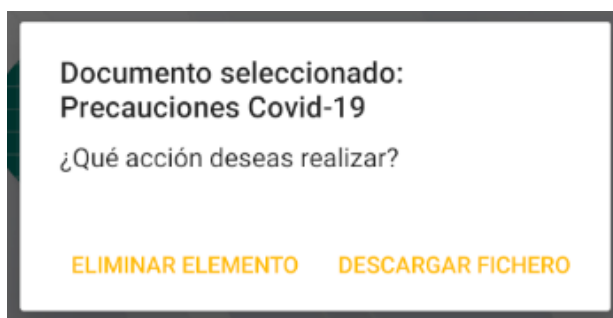 Documento seleccionado:
Precauciones Covid-19
¿Qué acción deseas realizar?
ELIMINAR ELEMENTO DESCARGAR FICHERO